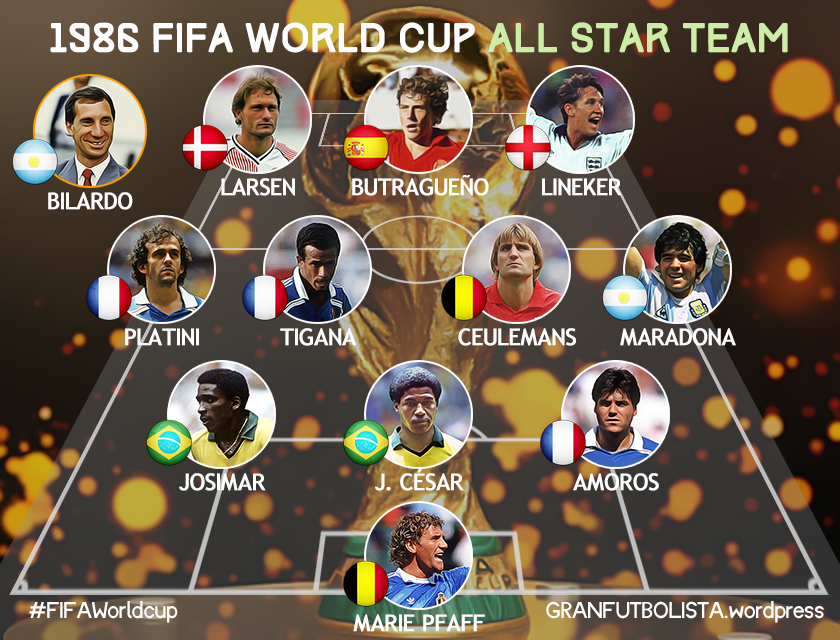 1986 FIFA WORLD CUP ALL STAR TEAM
BILARDO
LARSEN
BUTRAGUEÑO
LINEKER
PLATINI
TIGANA
CEULEMANS
MARADONA
JOSIMAR
J. CÉSAR
AMOROS
MARIE PFAFF
#FIFAWorldcup
GRANFUTBOLISTA.wordpress